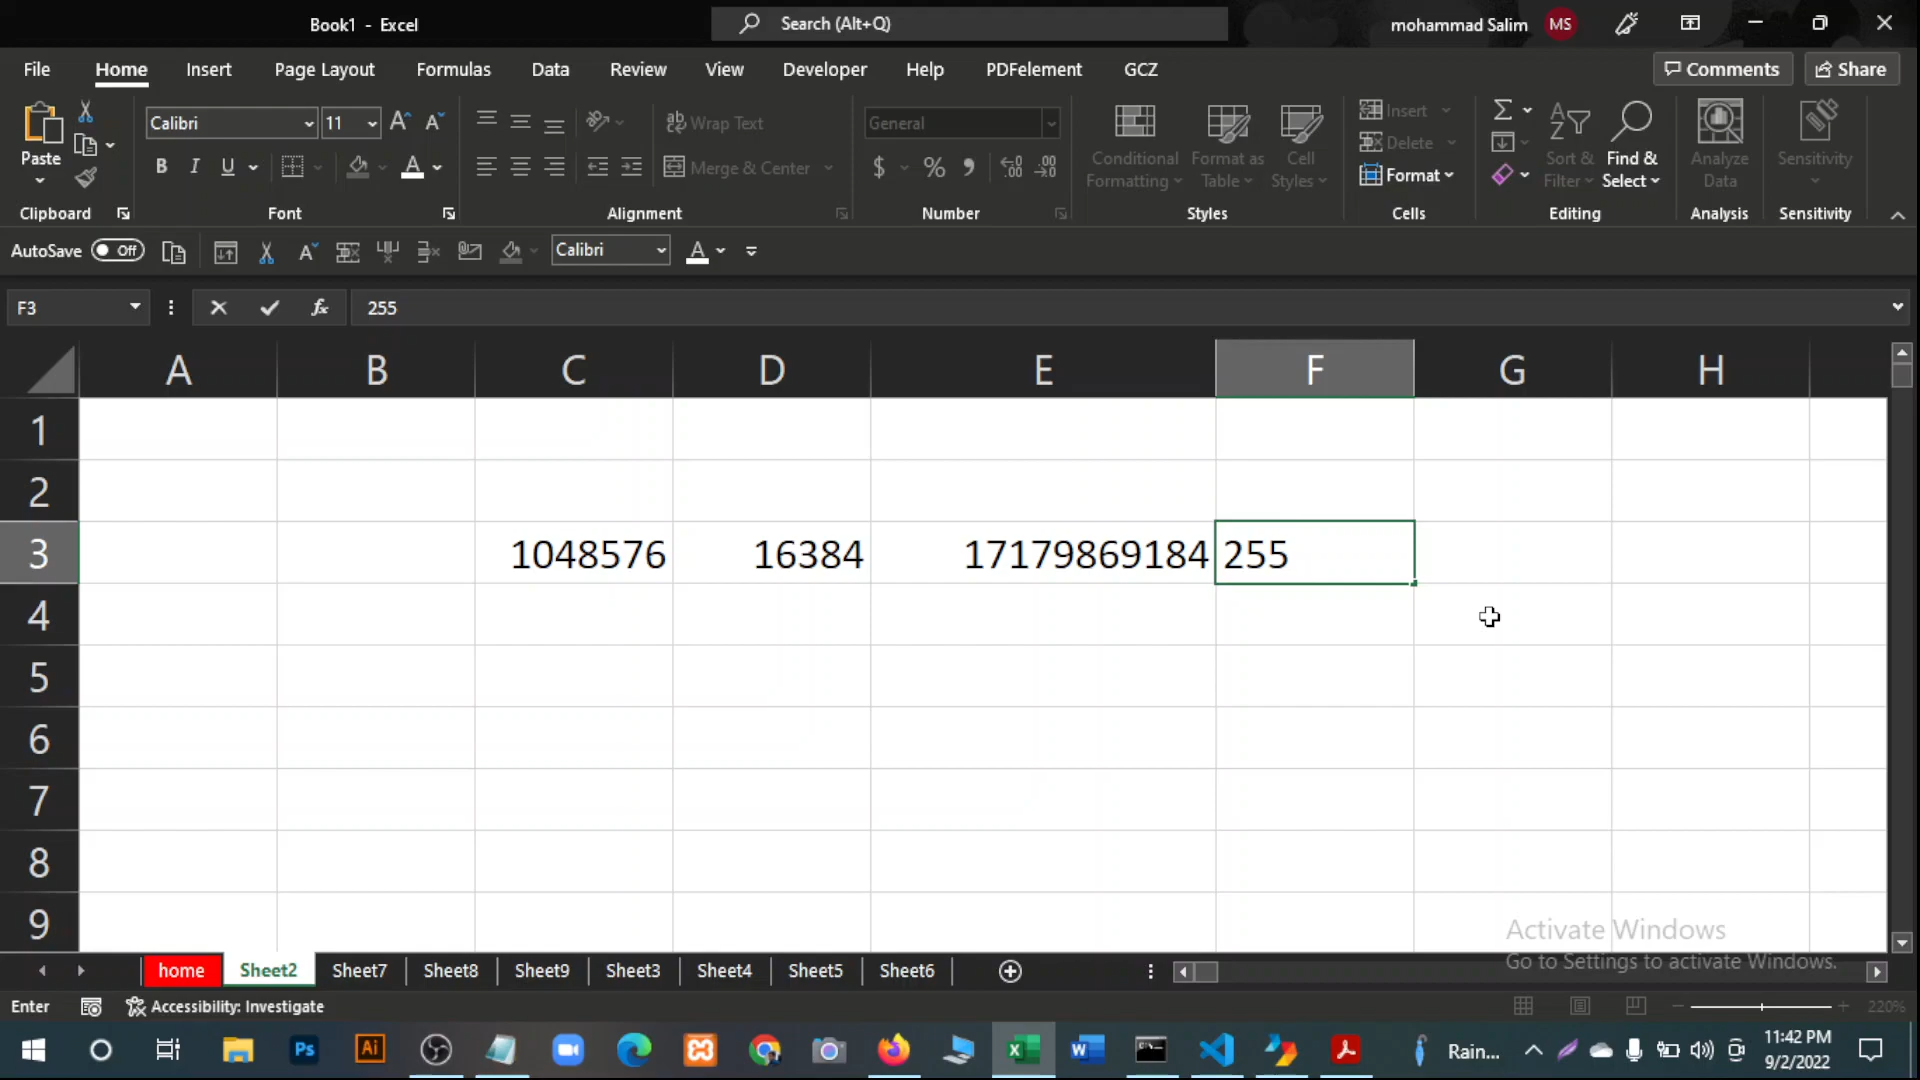 Book1 - Excel
Search (Alt+Q)
mohammad Salim MS
File Home Insert Page Layout Formulas Data Review View Developer Help PDFelement GCZ Comments Share
Paste
Clipboard
Calibri 11
B I U
Font
Wrap Text
Merge & Center
Alignment
General
$ %
Number
Conditional Formatting
Format as Table
Cell Styles
Styles
Insert
Delete
Format
Cells
Sort & Filter
Find & Select
Editing
Analyze Data
Analysis
Sensitivity
Sensitivity
AutoSave Off Calibri
F3 fx 255
A B C D E F G H
1
2
3 1048576 16384 17179869184 255
4
5
6
7
8
9
Activate Windows
Go to Settings to activate Windows.
home Sheet2 Sheet7 Sheet8 Sheet9 Sheet3 Sheet4 Sheet5 Sheet6
Enter Accessibility: Investigate 220%
Ps Ai Rain... 11:42 PM
9/2/2022